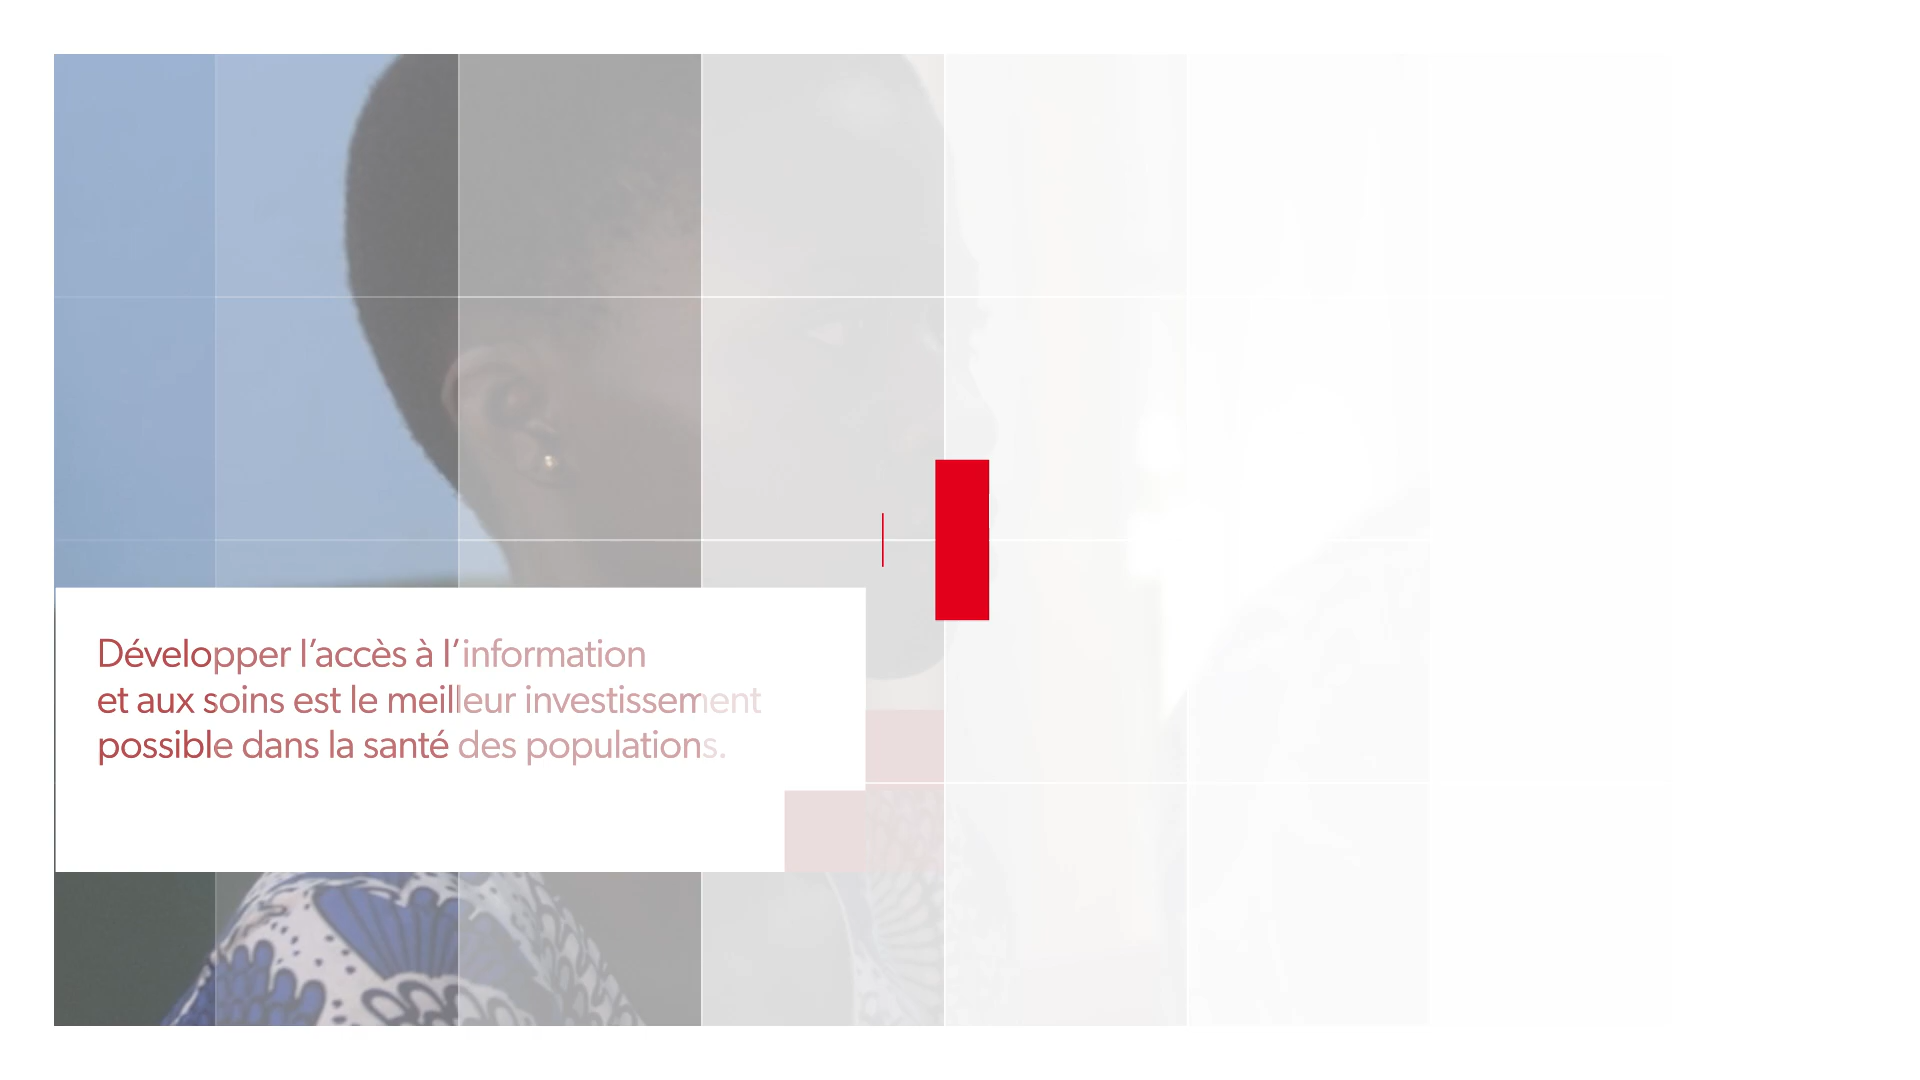 Développer l’accès à l’information
et aux soins est le meilleur investissement
possible dans la santé des populations.